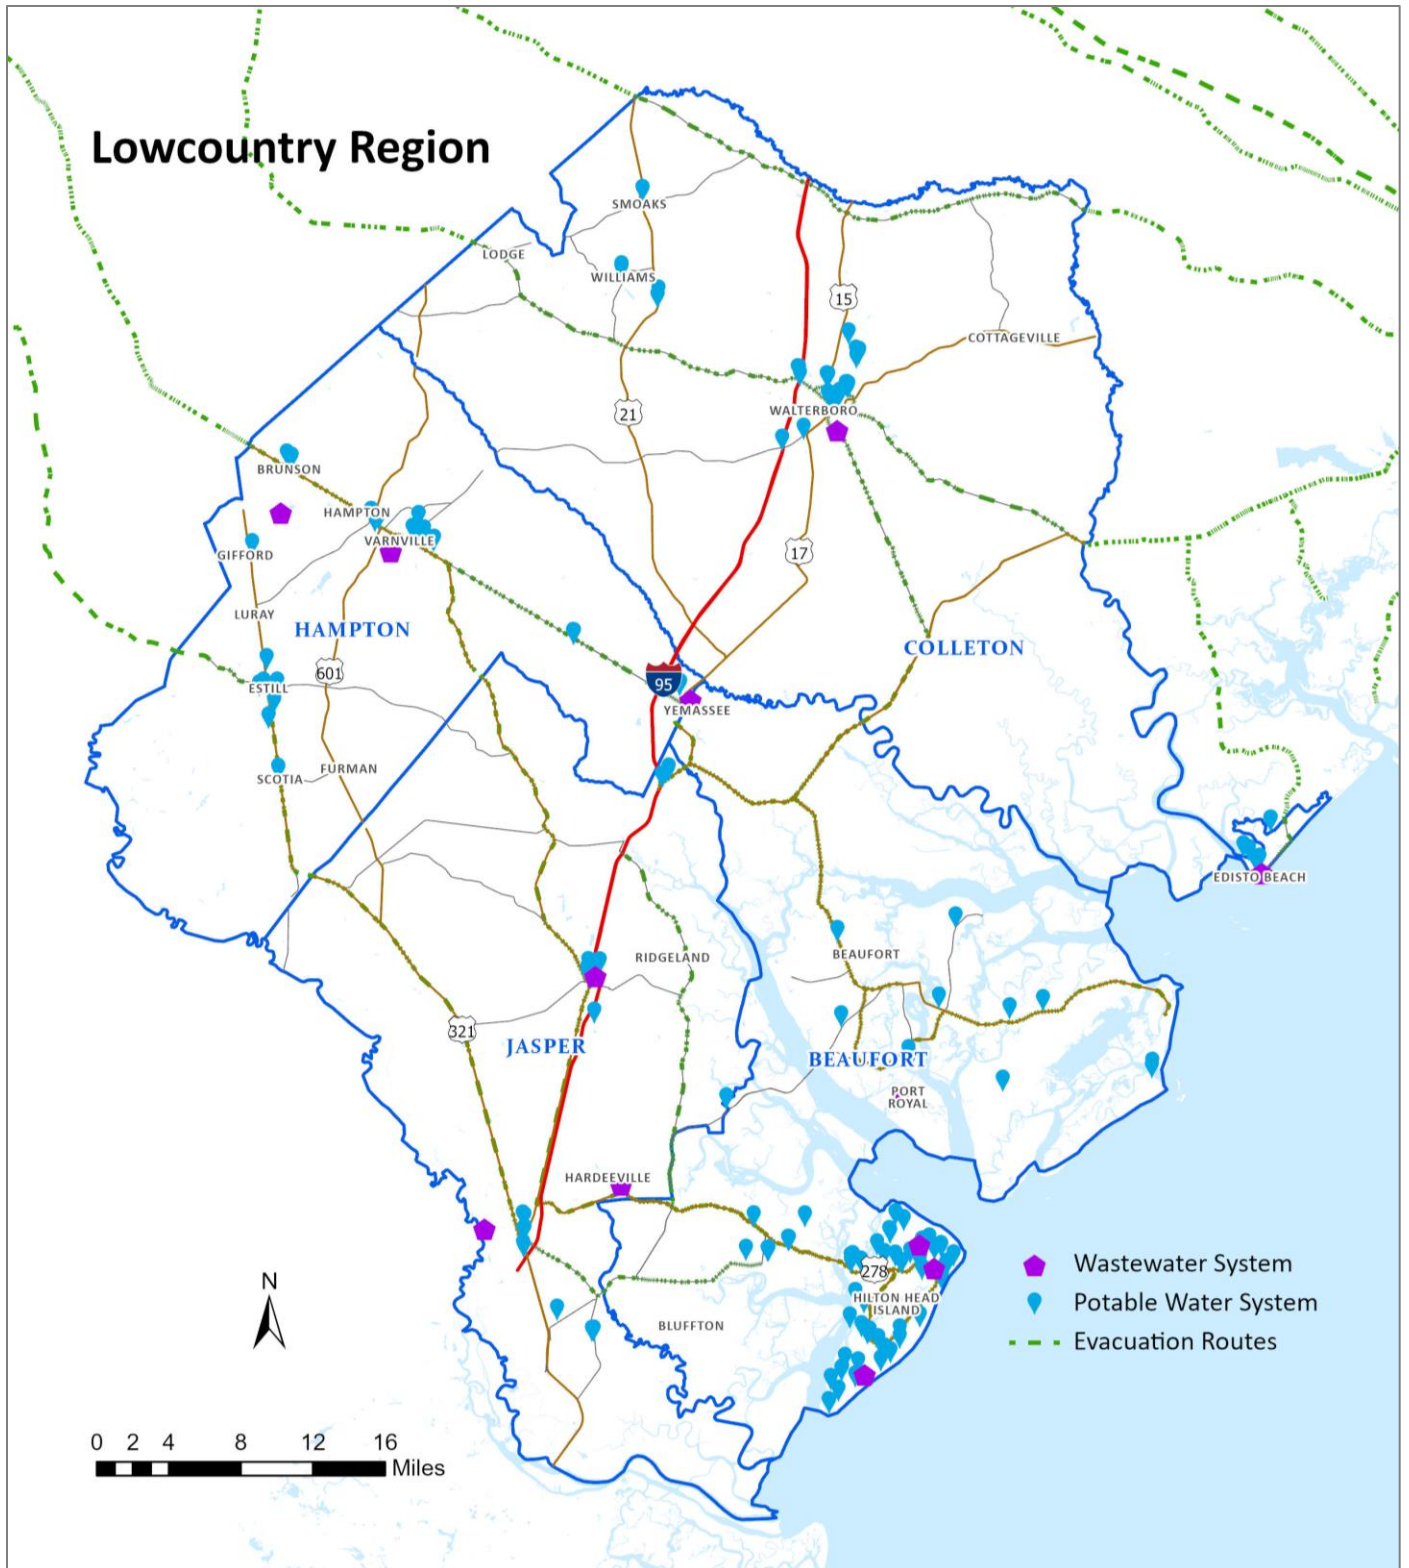 Lowcountry Region
SMOAKS
LODGE
WILLIAMS
15
COTTAGEVILLE
21
WALTERBORO
BRUNSON
HAMPTON
VARNVILLE
17
GIFFORD
LURAY
HAMPTON
COLLETON
601
95
ESTILL
YEMASSEE
SCOTIA
FURMAN
EDISTO BEACH
RIDGELAND
BEAUFORT
321
JASPER
BEAUFORT
PORT
ROYAL
HARDEEVILLE
278
HILTON HEAD
ISLAND
BLUFFTON
Wastewater System
Potable Water System
Evacuation Routes
N
0 2 4 8 12 16
Miles